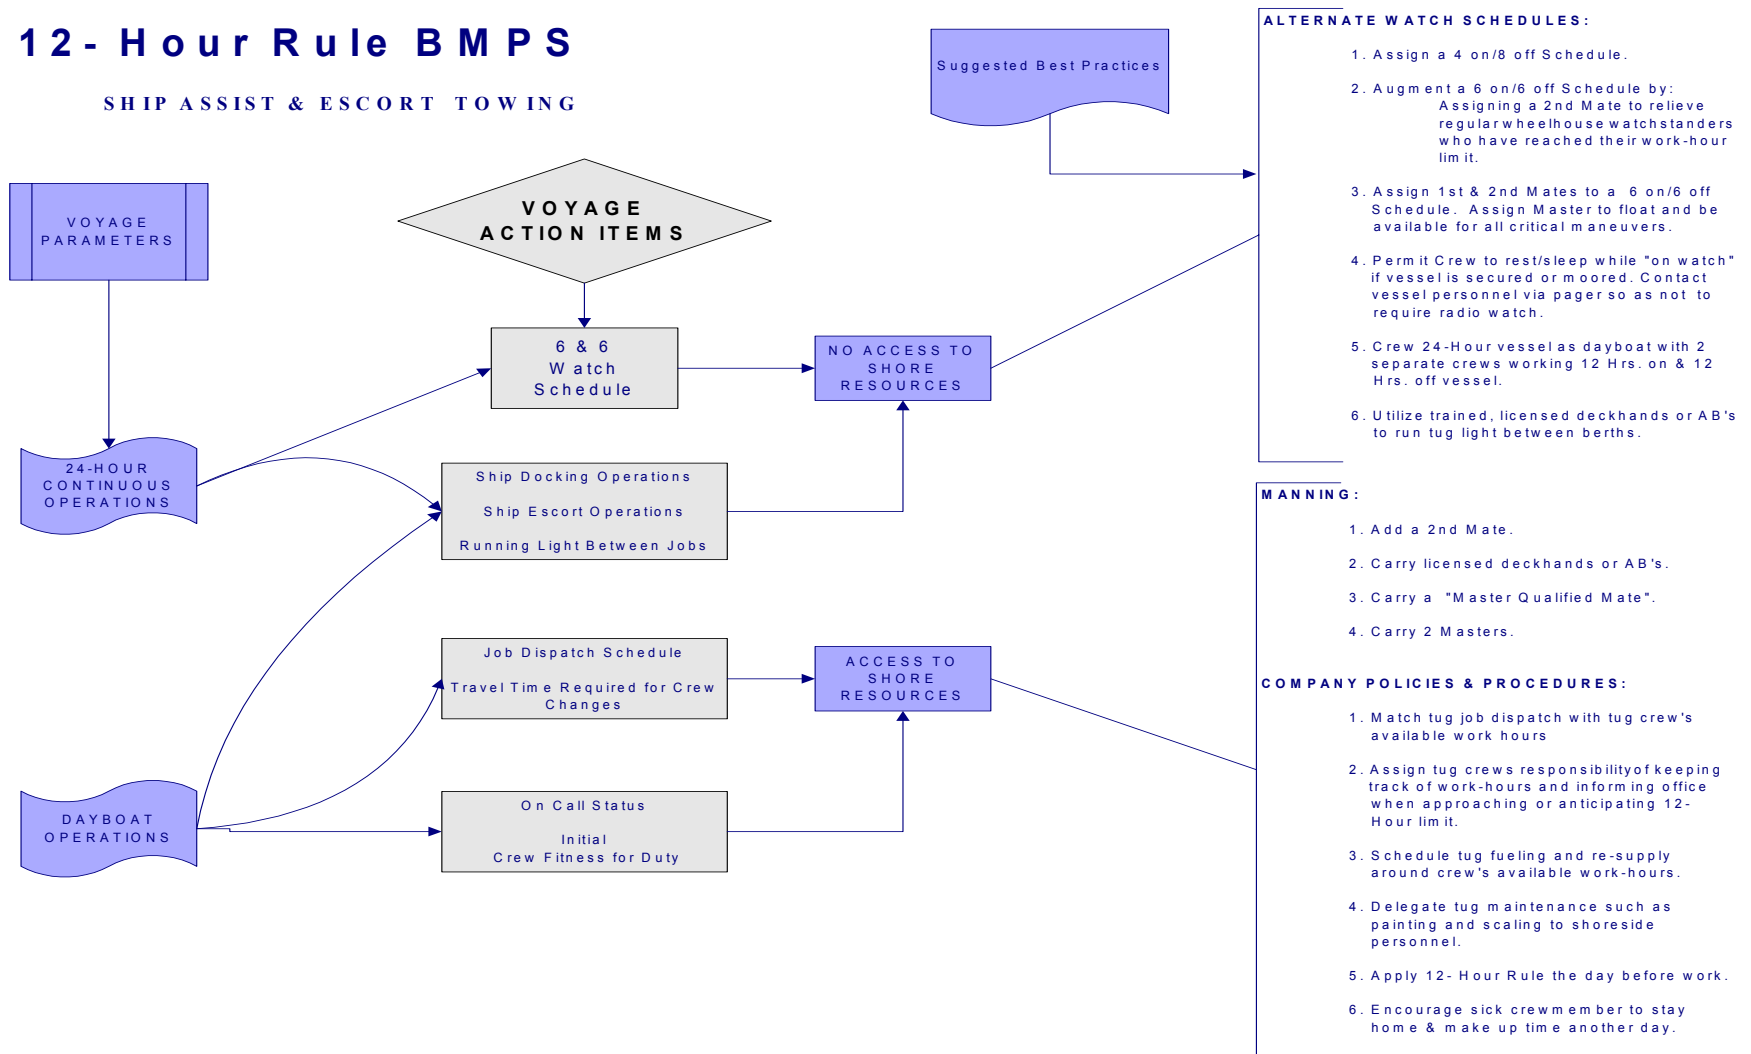 12- Hour Rule BMPS
SHIP ASSIST & ESCORT TOWING
VOYAGE
PARAMETERS
VOYAGE
ACTION ITEMS
Suggested Best Practices
24-HOUR
CONTINUOUS
OPERATIONS
6 & 6
Watch
Schedule
NO ACCESS TO
SHORE
RESOURCES
Ship Docking Operations
Ship Escort Operations
Running Light Between Jobs
Job Dispatch Schedule
Travel Time Required for Crew
Changes
ACCESS TO
SHORE
RESOURCES
DAYBOAT
OPERATIONS
On Call Status
Initial
Crew Fitness for Duty
ALTERNATE WATCH SCHEDULES:
1. Assign a 4 on/8 off Schedule.
2. Augment a 6 on/6 off Schedule by:
Assigning a 2nd Mate to relieve
regular wheelhouse watchstanders
who have reached their work-hour
limit.
3. Assign 1st & 2nd Mates to a 6 on/6 off
Schedule. Assign Master to float and be
available for all critical maneuvers.
4. Permit Crew to rest/sleep while "on watch"
if vessel is secured or moored. Contact
vessel personnel via pager so as not to
require radio watch.
5. Crew 24-Hour vessel as dayboat with 2
separate crews working 12 Hrs. on & 12
Hrs. off vessel.
6. Utilize trained, licensed deckhands or AB's
to run tug light between berths.
MANNING:
1. Add a 2nd Mate.
2. Carry licensed deckhands or AB's.
3. Carry a "Master Qualified Mate".
4. Carry 2 Masters.
COMPANY POLICIES & PROCEDURES:
1. Match tug job dispatch with tug crew's
available work hours
2. Assign tug crews responsibility of keeping
track of work-hours and informing office
when approaching or anticipating 12-
Hour limit.
3. Schedule tug fueling and re-supply
around crew's available work-hours.
4. Delegate tug maintenance such as
painting and scaling to shoreside
personnel.
5. Apply 12- Hour Rule the day before work.
6. Encourage sick crewmember to stay
home & make up time another day.